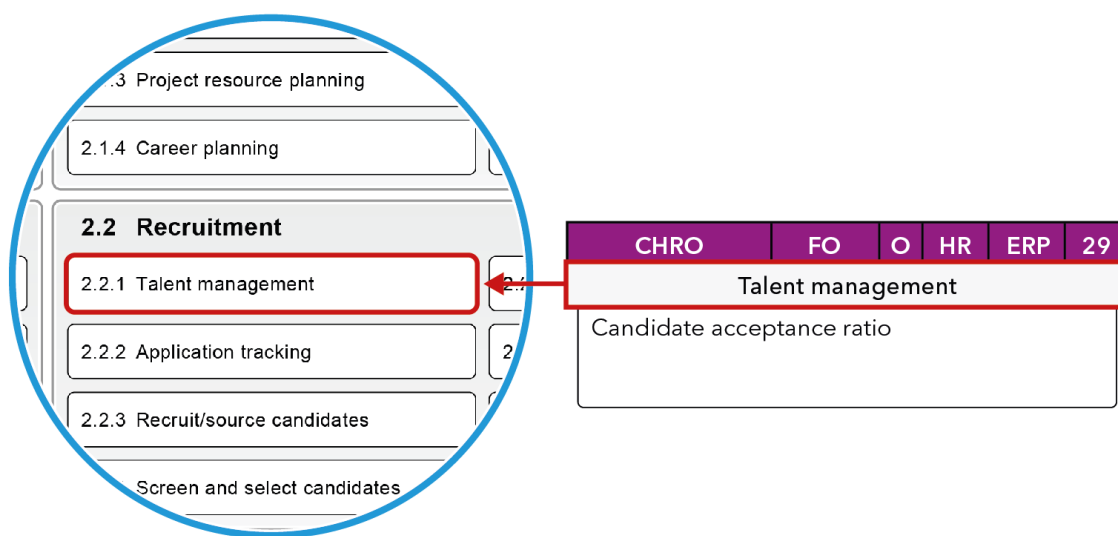 .3 Project resource planning
2.1.4 Career planning
2.2 Recruitment
2.2.1 Talent management
2.2.2 Application tracking
2
2.2.3 Recruit/source candidates
Screen and select candidates
CHRO FO O HR ERP 29
Talent management
Candidate acceptance ratio